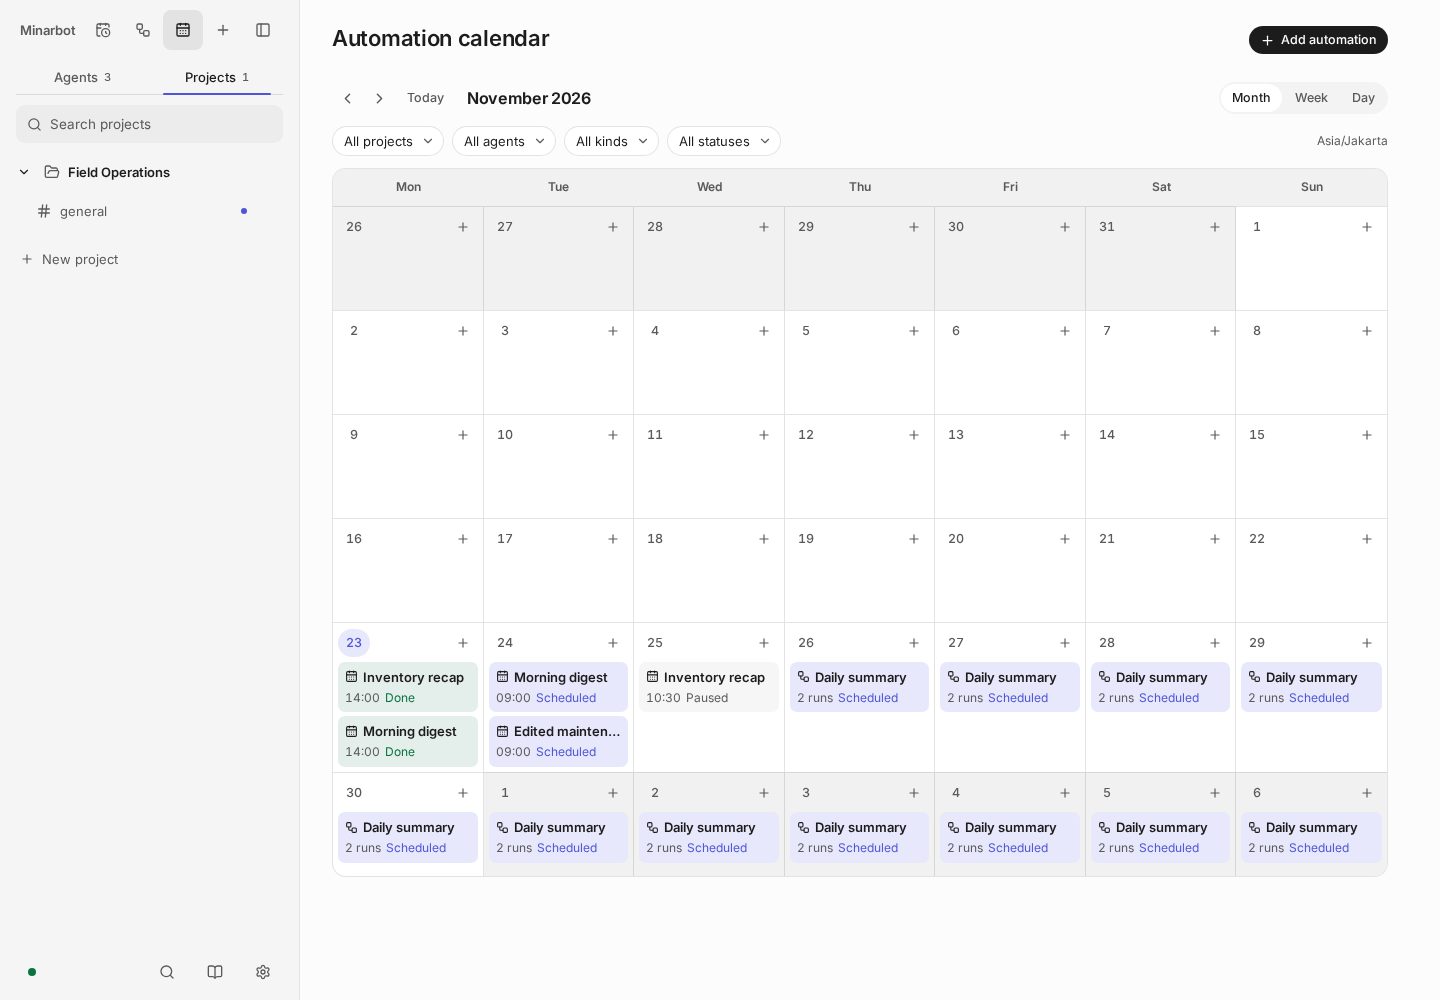 Minarbot
Agents 3
Projects 1
Search projects
Field Operations
general
New project
Automation calendar
Add automation
Today
November 2026
Month
Week
Day
All projects
All agents
All kinds
All statuses
Asia/Jakarta
Mon Tue Wed Thu Fri Sat Sun
26 27 28 29 30 31 1
2 3 4 5 6 7 8
9 10 11 12 13 14 15
16 17 18 19 20 21 22
23
Inventory recap
14:00 Done
Morning digest
14:00 Done
24
Morning digest
09:00 Scheduled
Edited mainten...
09:00 Scheduled
25
Inventory recap
10:30 Paused
26
Daily summary
2 runs Scheduled
27
Daily summary
2 runs Scheduled
28
Daily summary
2 runs Scheduled
29
Daily summary
2 runs Scheduled
30
Daily summary
2 runs Scheduled
1
Daily summary
2 runs Scheduled
2
Daily summary
2 runs Scheduled
3
Daily summary
2 runs Scheduled
4
Daily summary
2 runs Scheduled
5
Daily summary
2 runs Scheduled
6
Daily summary
2 runs Scheduled